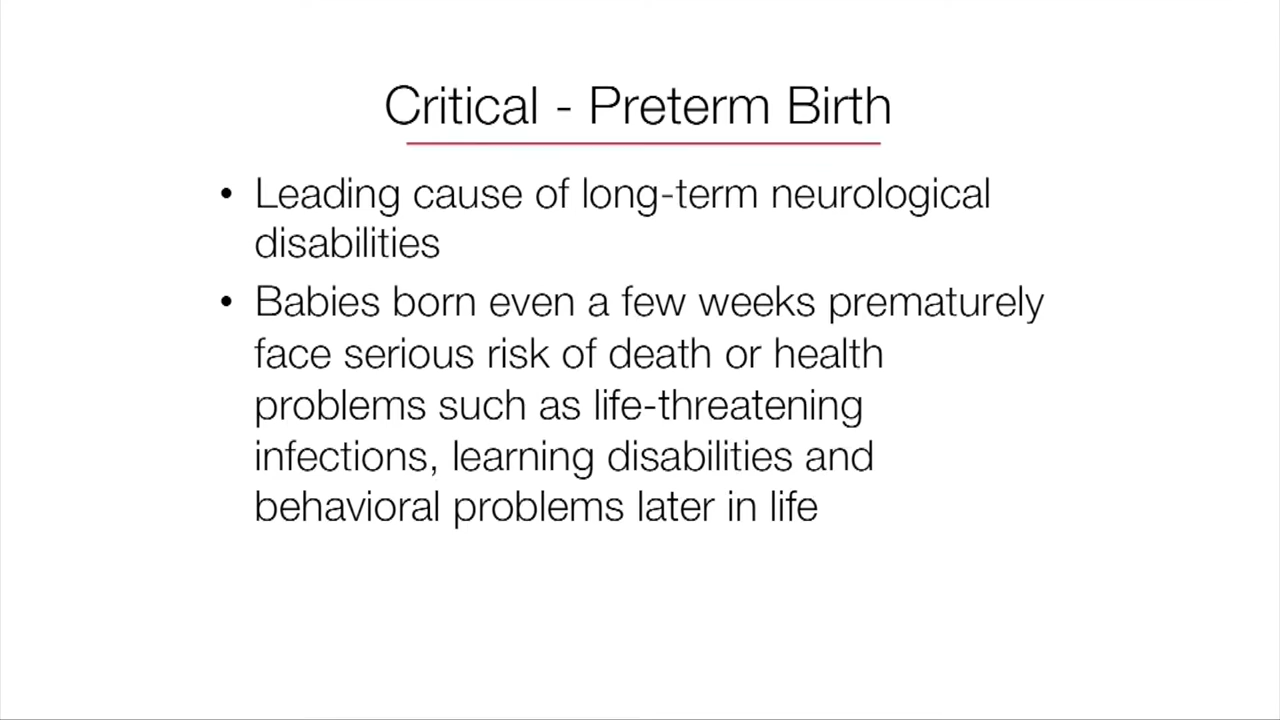 Critical - Preterm Birth
• Leading cause of long-term neurological
disabilities
• Babies born even a few weeks prematurely
face serious risk of death or health
problems such as life-threatening
infections, learning disabilities and
behavioral problems later in life